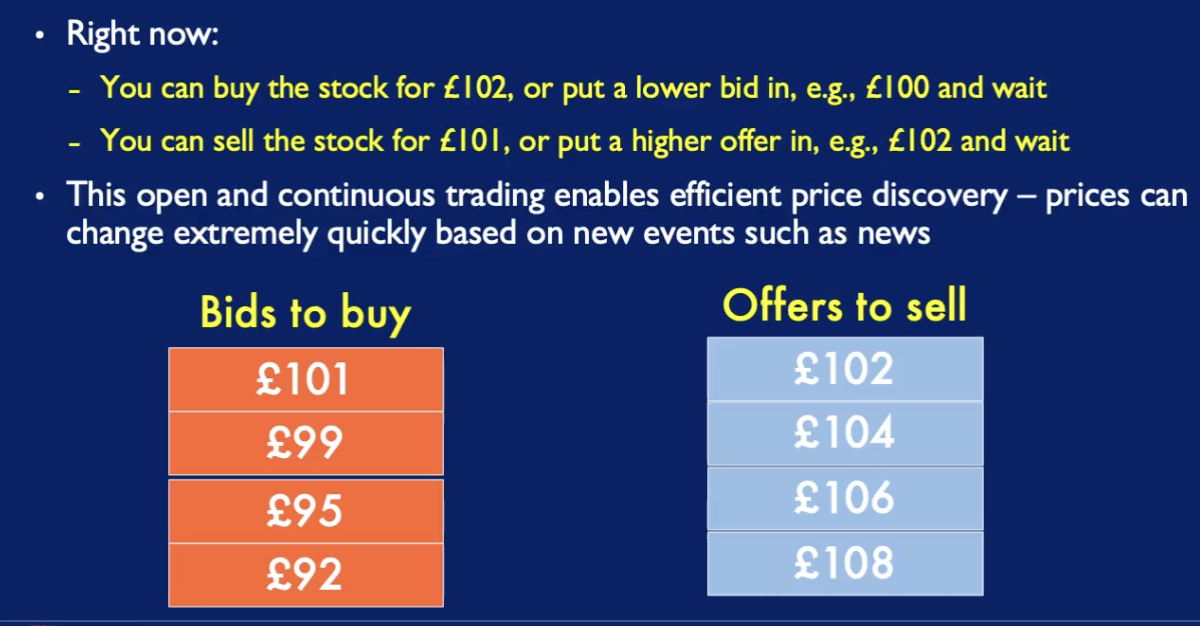 • Right now:
- You can buy the stock for £102, or put a lower bid in, e.g., £100 and wait
- You can sell the stock for £101, or put a higher offer in, e.g., £102 and wait
• This open and continuous trading enables efficient price discovery – prices can
change extremely quickly based on new events such as news
Bids to buy
£101
£99
£95
£92
Offers to sell
£102
£104
£106
£108